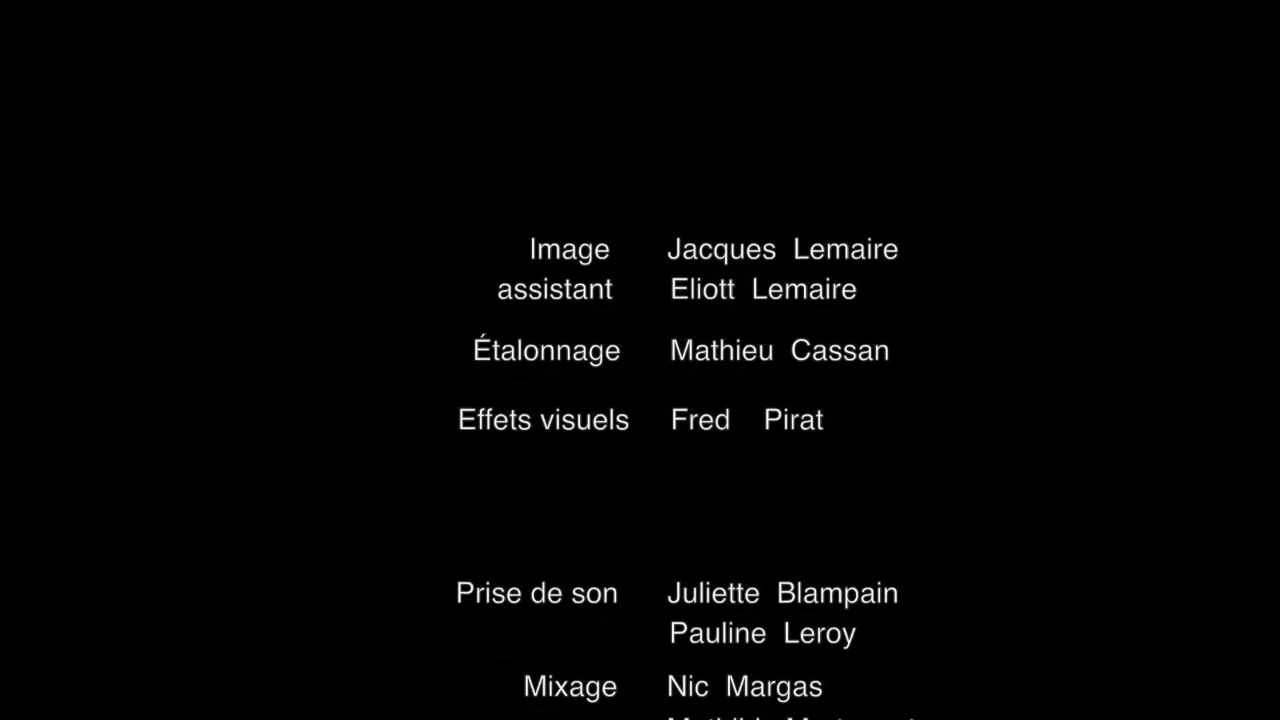 Image Jacques Lemaire
assistant Eliott Lemaire
Étalonnage Mathieu Cassan
Effets visuels Fred Pirat
Prise de son Juliette Blampain
Pauline Leroy
Mixage Nic Margas